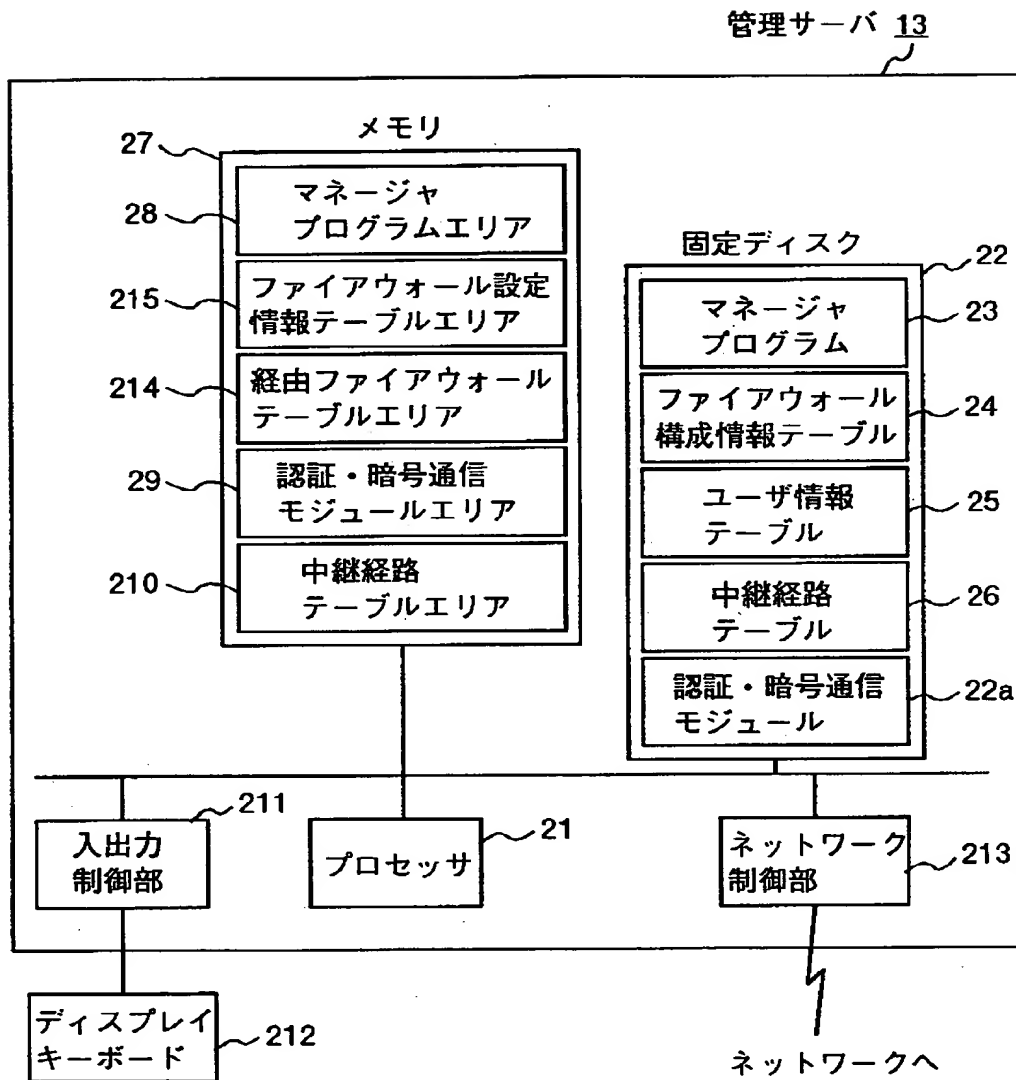 管理サーバ 13
メモリ
27
マネージャ
プログラムエリア
28
ファイアウォール設定
情報テーブルエリア
215
経由ファイアウォール
テーブルエリア
214
認証・暗号通信
モジュールエリア
29
中継経路
テーブルエリア
210
固定ディスク
22
マネージャ
プログラム
23
ファイアウォール
構成情報テーブル
24
ユーザ情報
テーブル
25
中継経路
テーブル
26
認証・暗号通信
モジュール
22a
211
入出力
制御部
21
プロセッサ
ネットワーク
制御部
213
ディスプレイ
キーボード
212
ネットワークへ